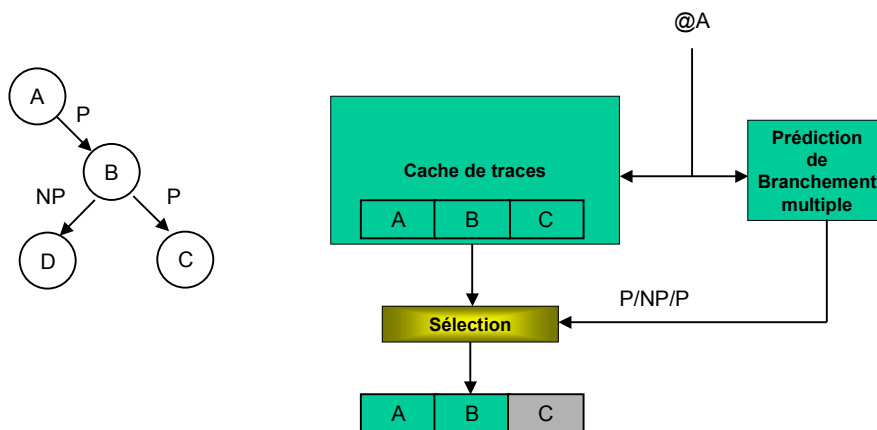 @A
A
P
B
NP
P
D
C
Cache de traces
A B C
Prédiction
de
Branchement
multiple
P/NP/P
Sélection
A B C